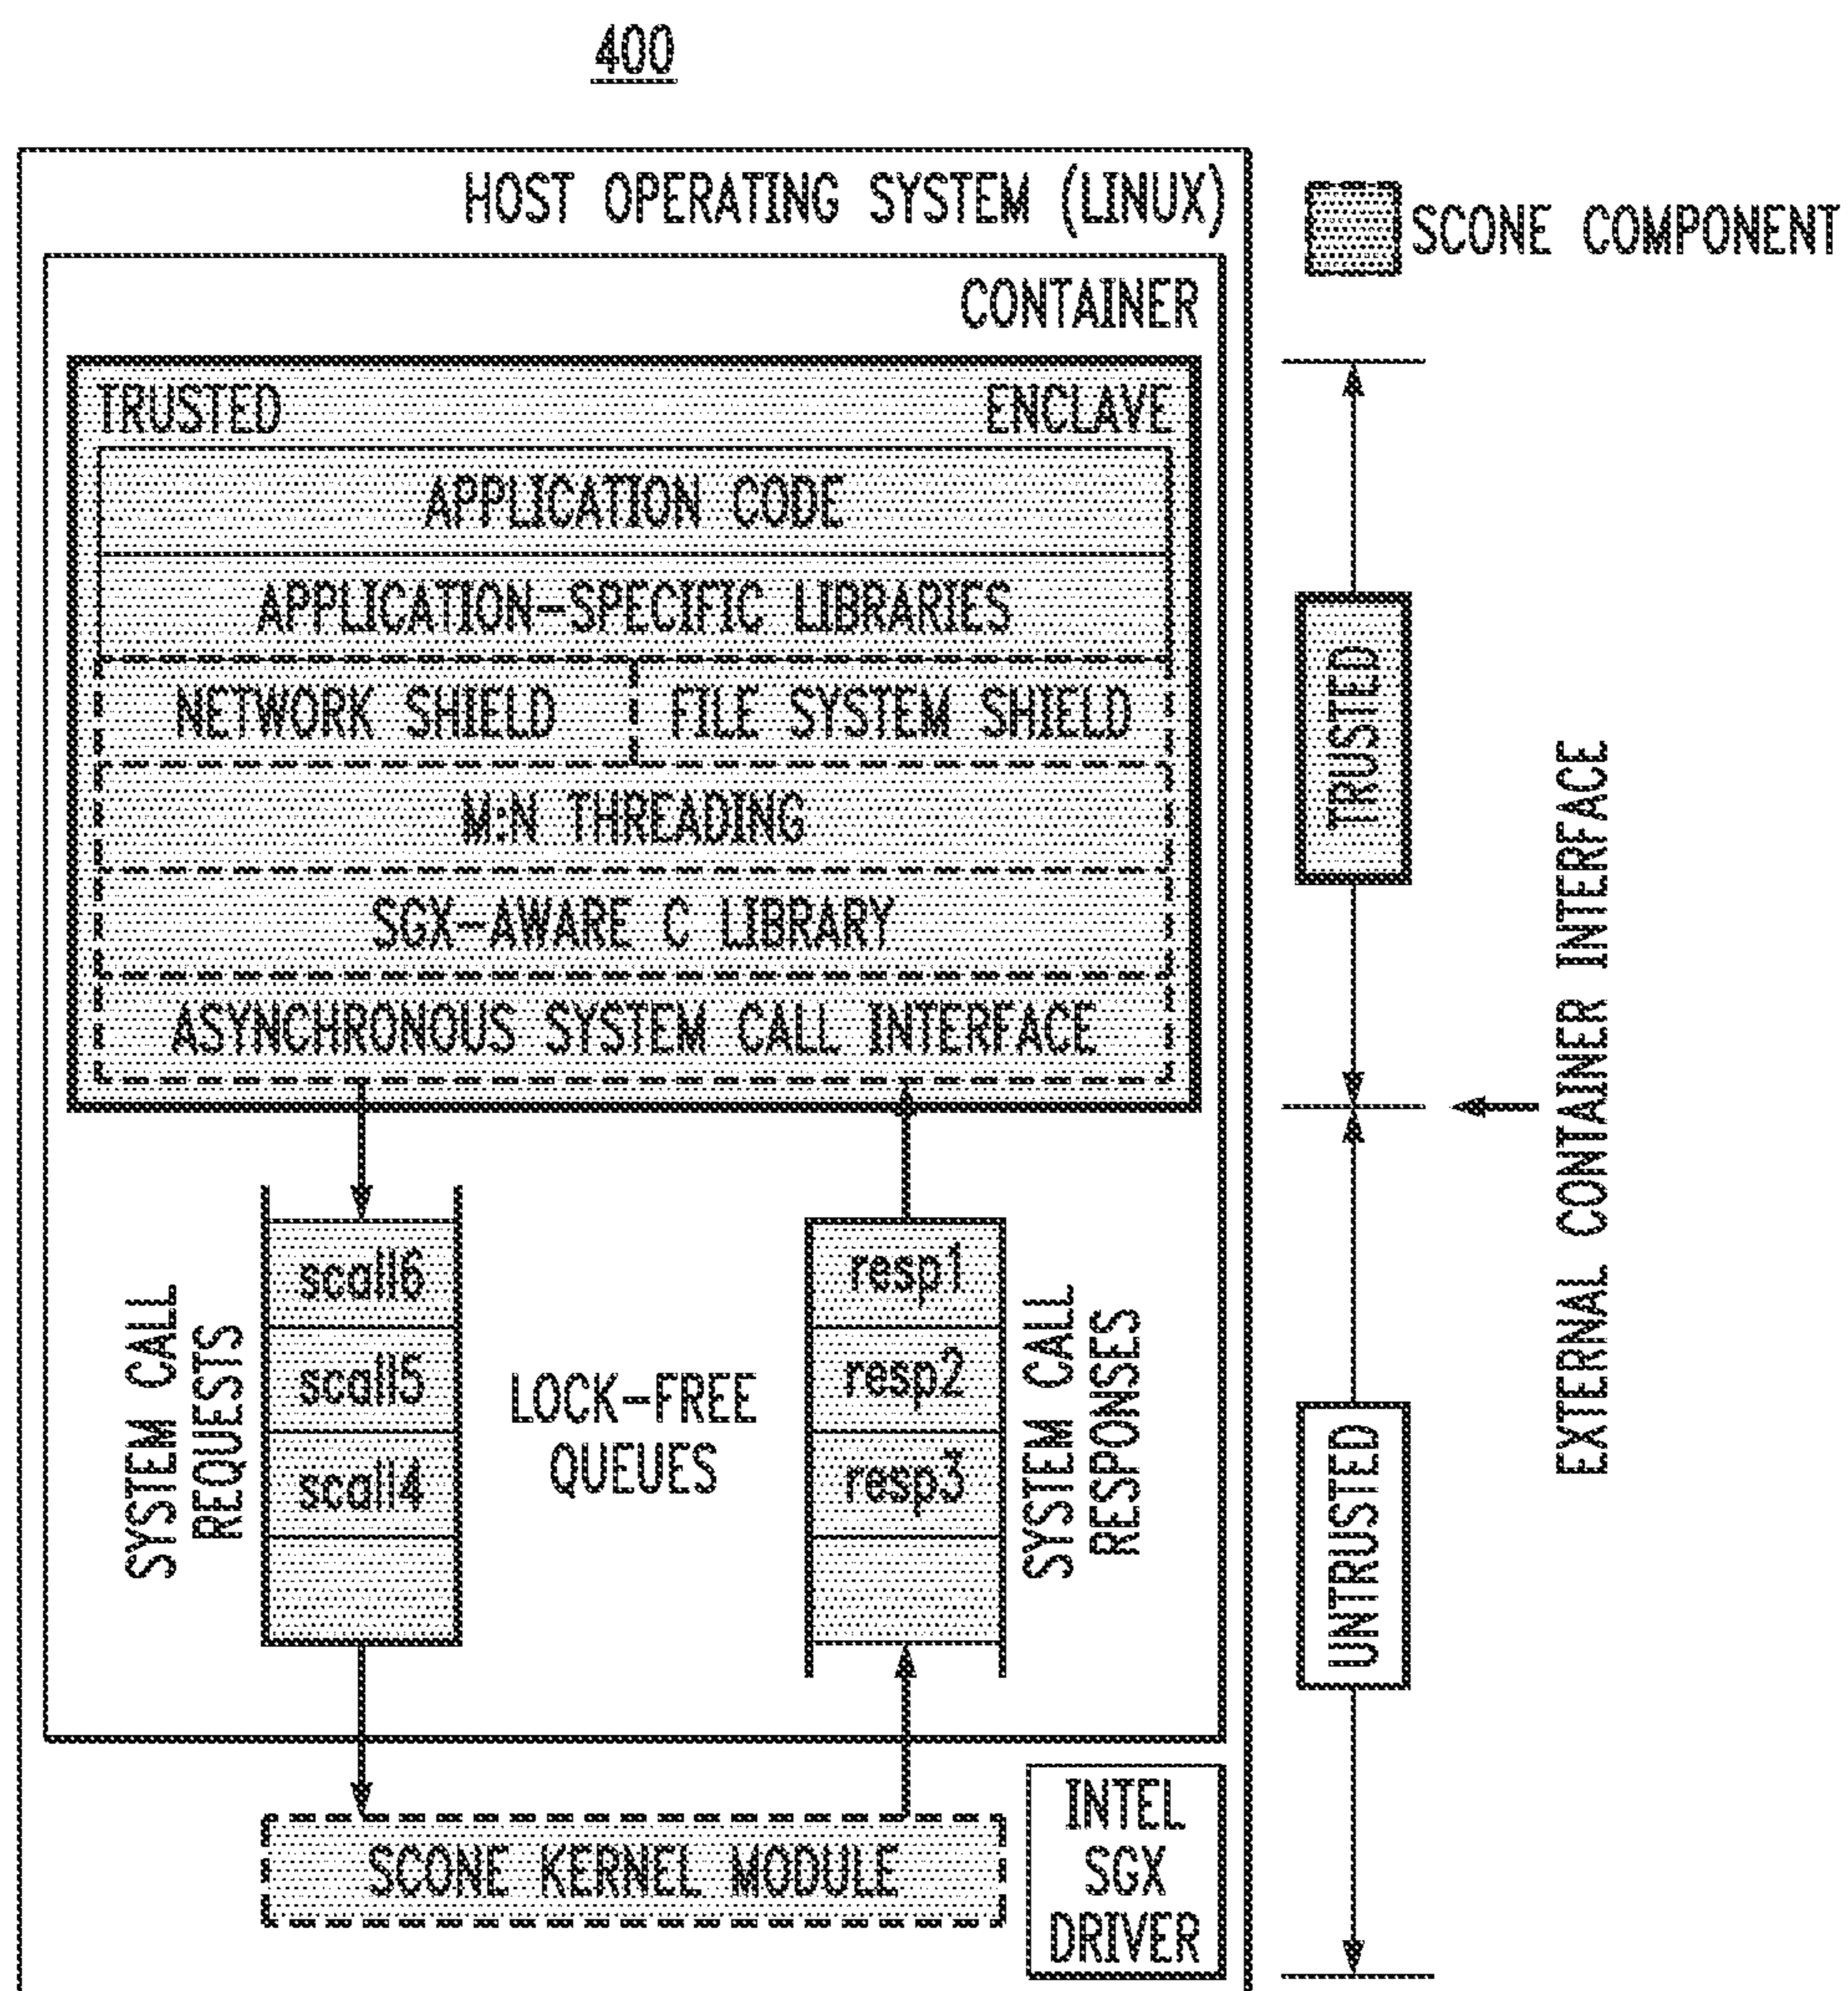 400
HOST OPERATING SYSTEM (LINUX)
SCONE COMPONENT
CONTAINER
TRUSTED
ENCLAVE
APPLICATION CODE
APPLICATION-SPECIFIC LIBRARIES
NETWORK SHIELD
FILE SYSTEM SHIELD
M:N THREADING
SGX-AWARE C LIBRARY
ASYNCHRONOUS SYSTEM CALL INTERFACE
TRUSTED
EXTERNAL CONTAINER INTERFACE
SYSTEM CALL
REQUESTS
scall6
scall5
scall4
LOCK-FREE
QUEUES
resp1
resp2
resp3
SYSTEM CALL
RESPONSES
UNTRUSTED
SCONE KERNEL MODULE
INTEL
SGX
DRIVER